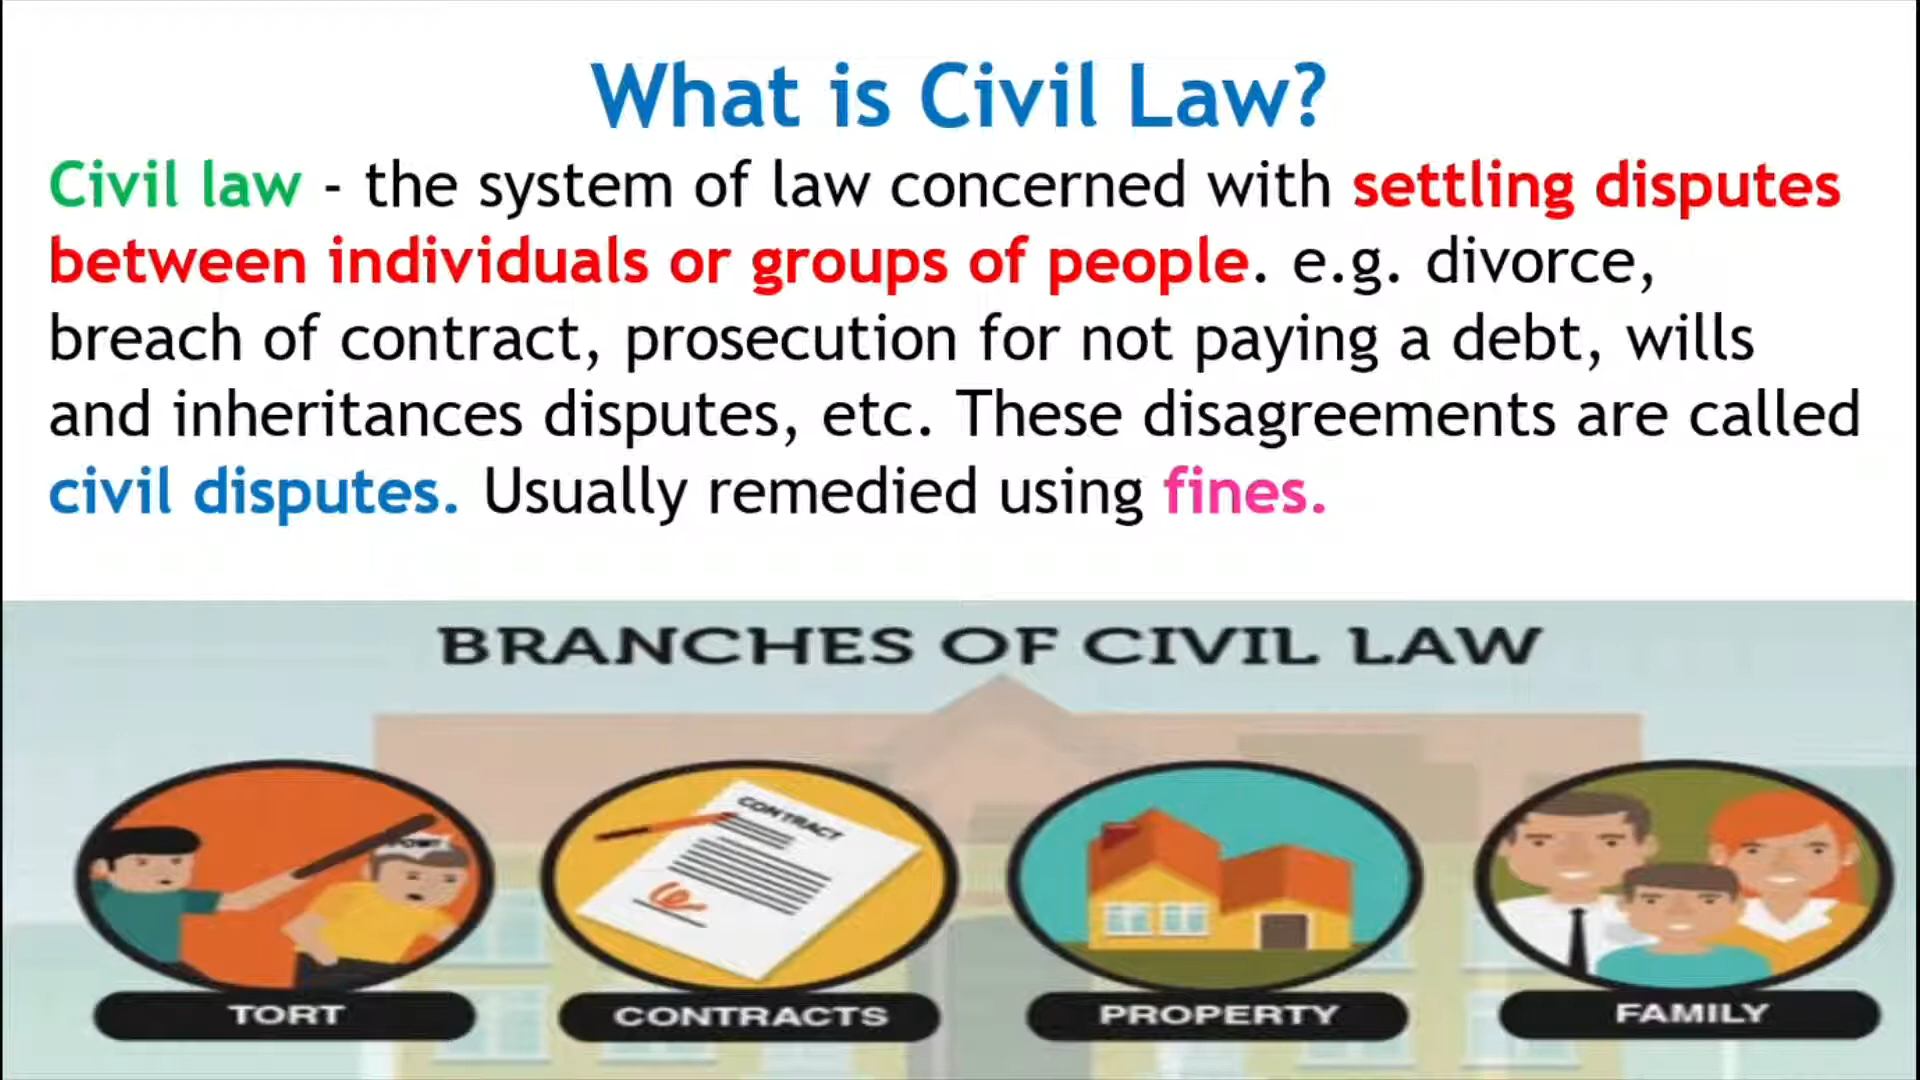 What is Civil Law?
Civil law - the system of law concerned with settling disputes
between individuals or groups of people. e.g. divorce,
breach of contract, prosecution for not paying a debt, wills
and inheritances disputes, etc. These disagreements are called
civil disputes. Usually remedied using fines.
BRANCHES OF CIVIL LAW
CONTRACT
TORT
CONTRACTS
PROPERTY
FAMILY